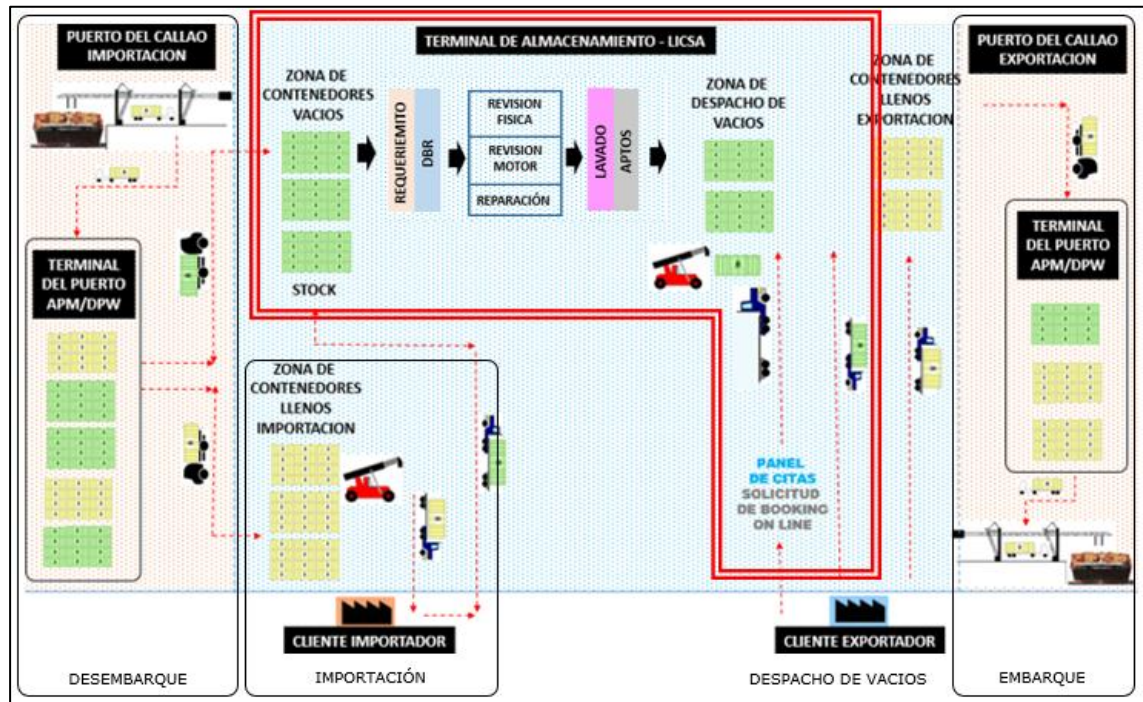 PUERTO DEL CALLAO
IMPORTACION
TERMINAL
DEL PUERTO
APM/DPW
DESEMBARQUE
TERMINAL DE ALMACENAMIENTO - LICSA
ZONA DE
CONTENEDORES
VACIOS
STOCK
REQUERIEMITO
DBR
REVISION
FISICA
REVISION
MOTOR
REPARACIÓN
LAVADO
APTOS
ZONA DE
DESPACHO DE
VACIOS
ZONA DE
CONTENEDORES
LLENOS
EXPORTACION
ZONA DE
CONTENEDORES
LLENOS
IMPORTACION
CLIENTE IMPORTADOR
IMPORTACIÓN
PANEL
DE CITAS
SOLICITUD
DE BOOKING
ON LINE
CLIENTE EXPORTADOR
DESPACHO DE VACIOS
PUERTO DEL CALLAO
EXPORTACION
TERMINAL
DEL PUERTO
APM/DPW
EMBARQUE